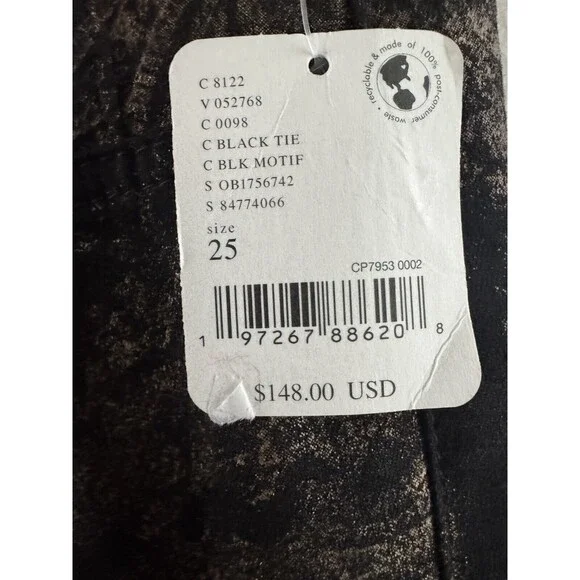 C 8122
V 052768
C 0098
C BLACK TIE
C BLK MOTIF
S OB1756742
S 84774066
size
25
recyclable & made of 100% post-consumer waste •
CP7953 0002
1 97267 88620 8
$148.00 USD